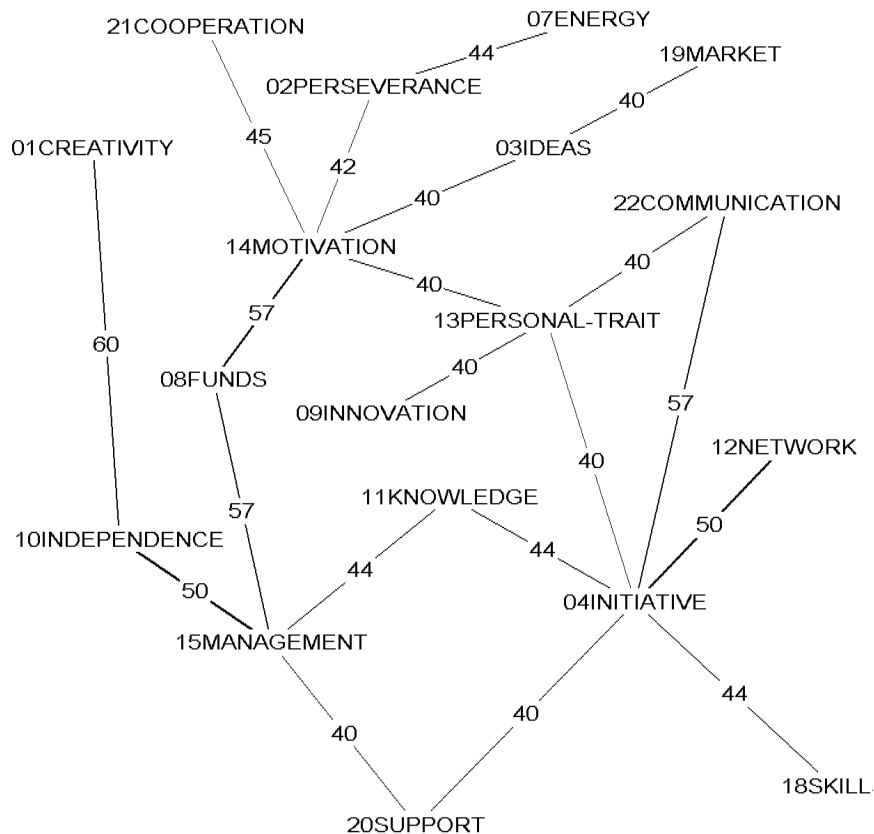 07ENERGY
21COOPERATION
44
19MARKET
02PERSEVERANCE
40
45
01CREATIVITY
03IDEAS
42
40
22COMMUNICATION
14MOTIVATION
40
40
57
13PERSONAL-TRAIT
60
40
08FUNDS
57
09INNOVATION
12NETWORK
40
11KNOWLEDGE
57
50
10INDEPENDENCE
44
44
50
04INITIATIVE
15MANAGEMENT
44
40
40
18SKILL
20SUPPORT